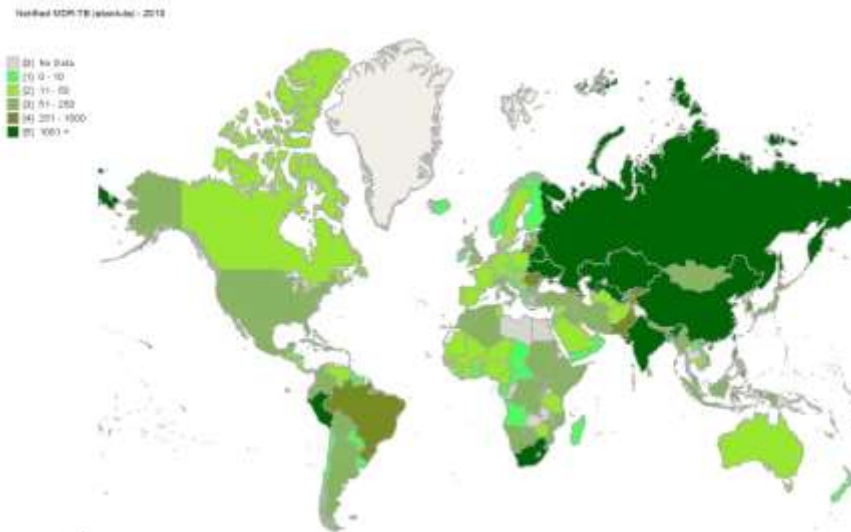 Notified MDR-TB (absolute) - 2010
[0] No Data
[1] 0 - 10
[2] 11 - 50
[3] 51 - 250
[4] 251 - 1000
[5] 1001 +